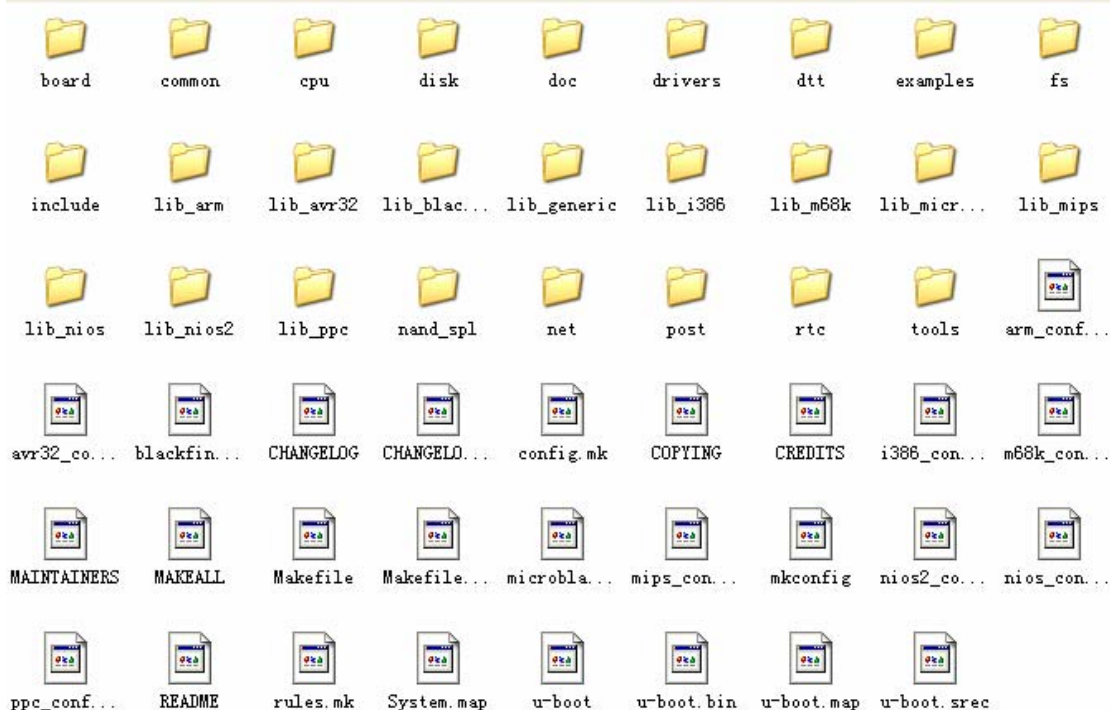 board common cpu disk doc drivers dtt examples fs
include lib_arm lib_avr32 lib_blac... lib_generic lib_i386 lib_m68k lib_micr... lib_mips
lib_nios lib_nios2 lib_ppc nand_spl net post rtc tools arm_conf...
avr32_co... blackfin... CHANGELOG CHANGELO... config.mk COPYING CREDITS i386_con... m68k_con...
MAINTAINERS MAKEALL Makefile Makefile... microbla... mips_con... mkconfig nios2_co... nios_con...
ppc_conf... README rules.mk System.map u-boot u-boot.bin u-boot.map u-boot.srec